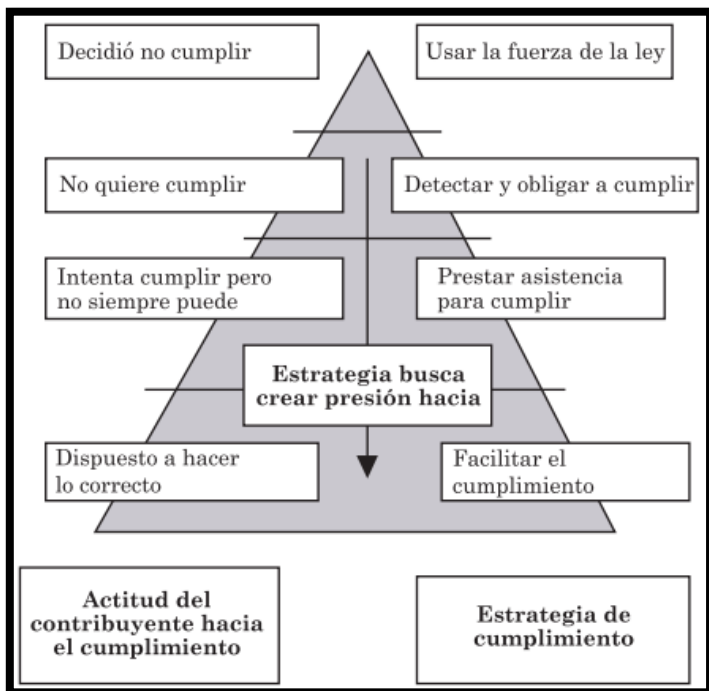 Decidió no cumplir
Usar la fuerza de la ley
No quiere cumplir
Detectar y obligar a cumplir
Intenta cumplir pero
no siempre puede
Prestar asistencia
para cumplir
Estrategia busca
crear presión hacia
Dispuesto a hacer
lo correcto
Facilitar el
cumplimiento
Actitud del
contribuyente hacia
el cumplimiento
Estrategia de
cumplimiento